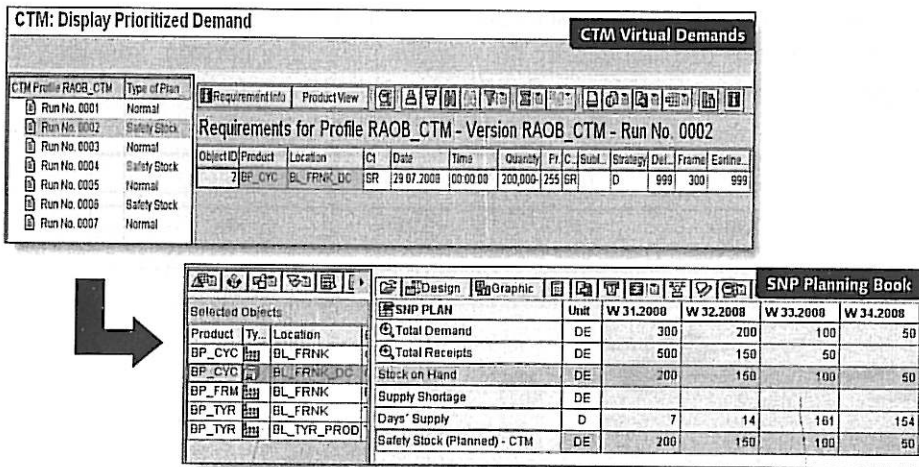 CTM: Display Prioritized Demand
CTM Virtual Demands
CTM Profile RAOB_CTM Type of Plan
Run No. 0001 Normal
Run No. 0002 Safety Stock
Run No. 0003 Normal
Run No. 0004 Safety Stock
Run No. 0005 Normal
Run No. 0006 Safety Stock
Run No. 0007 Normal
Requirement Info Product View
Requirements for Profile RAOB_CTM - Version RAOB_CTM - Run No. 0002
Object ID Product Location Ct Date Time Quantity Fr. C.. Subl... Strategy Del... Frame Earline...
2 BP_CYC BL_FRNK_DC SR 29.07.2008 00:00:00 200,000- 255 SR D 999 300 999
SNP Planning Book
Design Graphic
Selected Objects
Product Ty... Location
BP_CYC BL_FRNK
BP_CYC BL_FRNK_DC
BP_FRM BL_FRNK
BP_TYR BL_FRNK
BP_TYR BL_TYR_PROD
SNP PLAN Unit W 31.2008 W 32.2008 W 33.2008 W 34.2008
Total Demand DE 300 200 100 50
Total Receipts DE 500 150 50
Stock on Hand DE 200 150 100 50
Supply Shortage DE
Days' Supply D 7 14 161 154
Safety Stock (Planned) - CTM DE 200 150 100 50